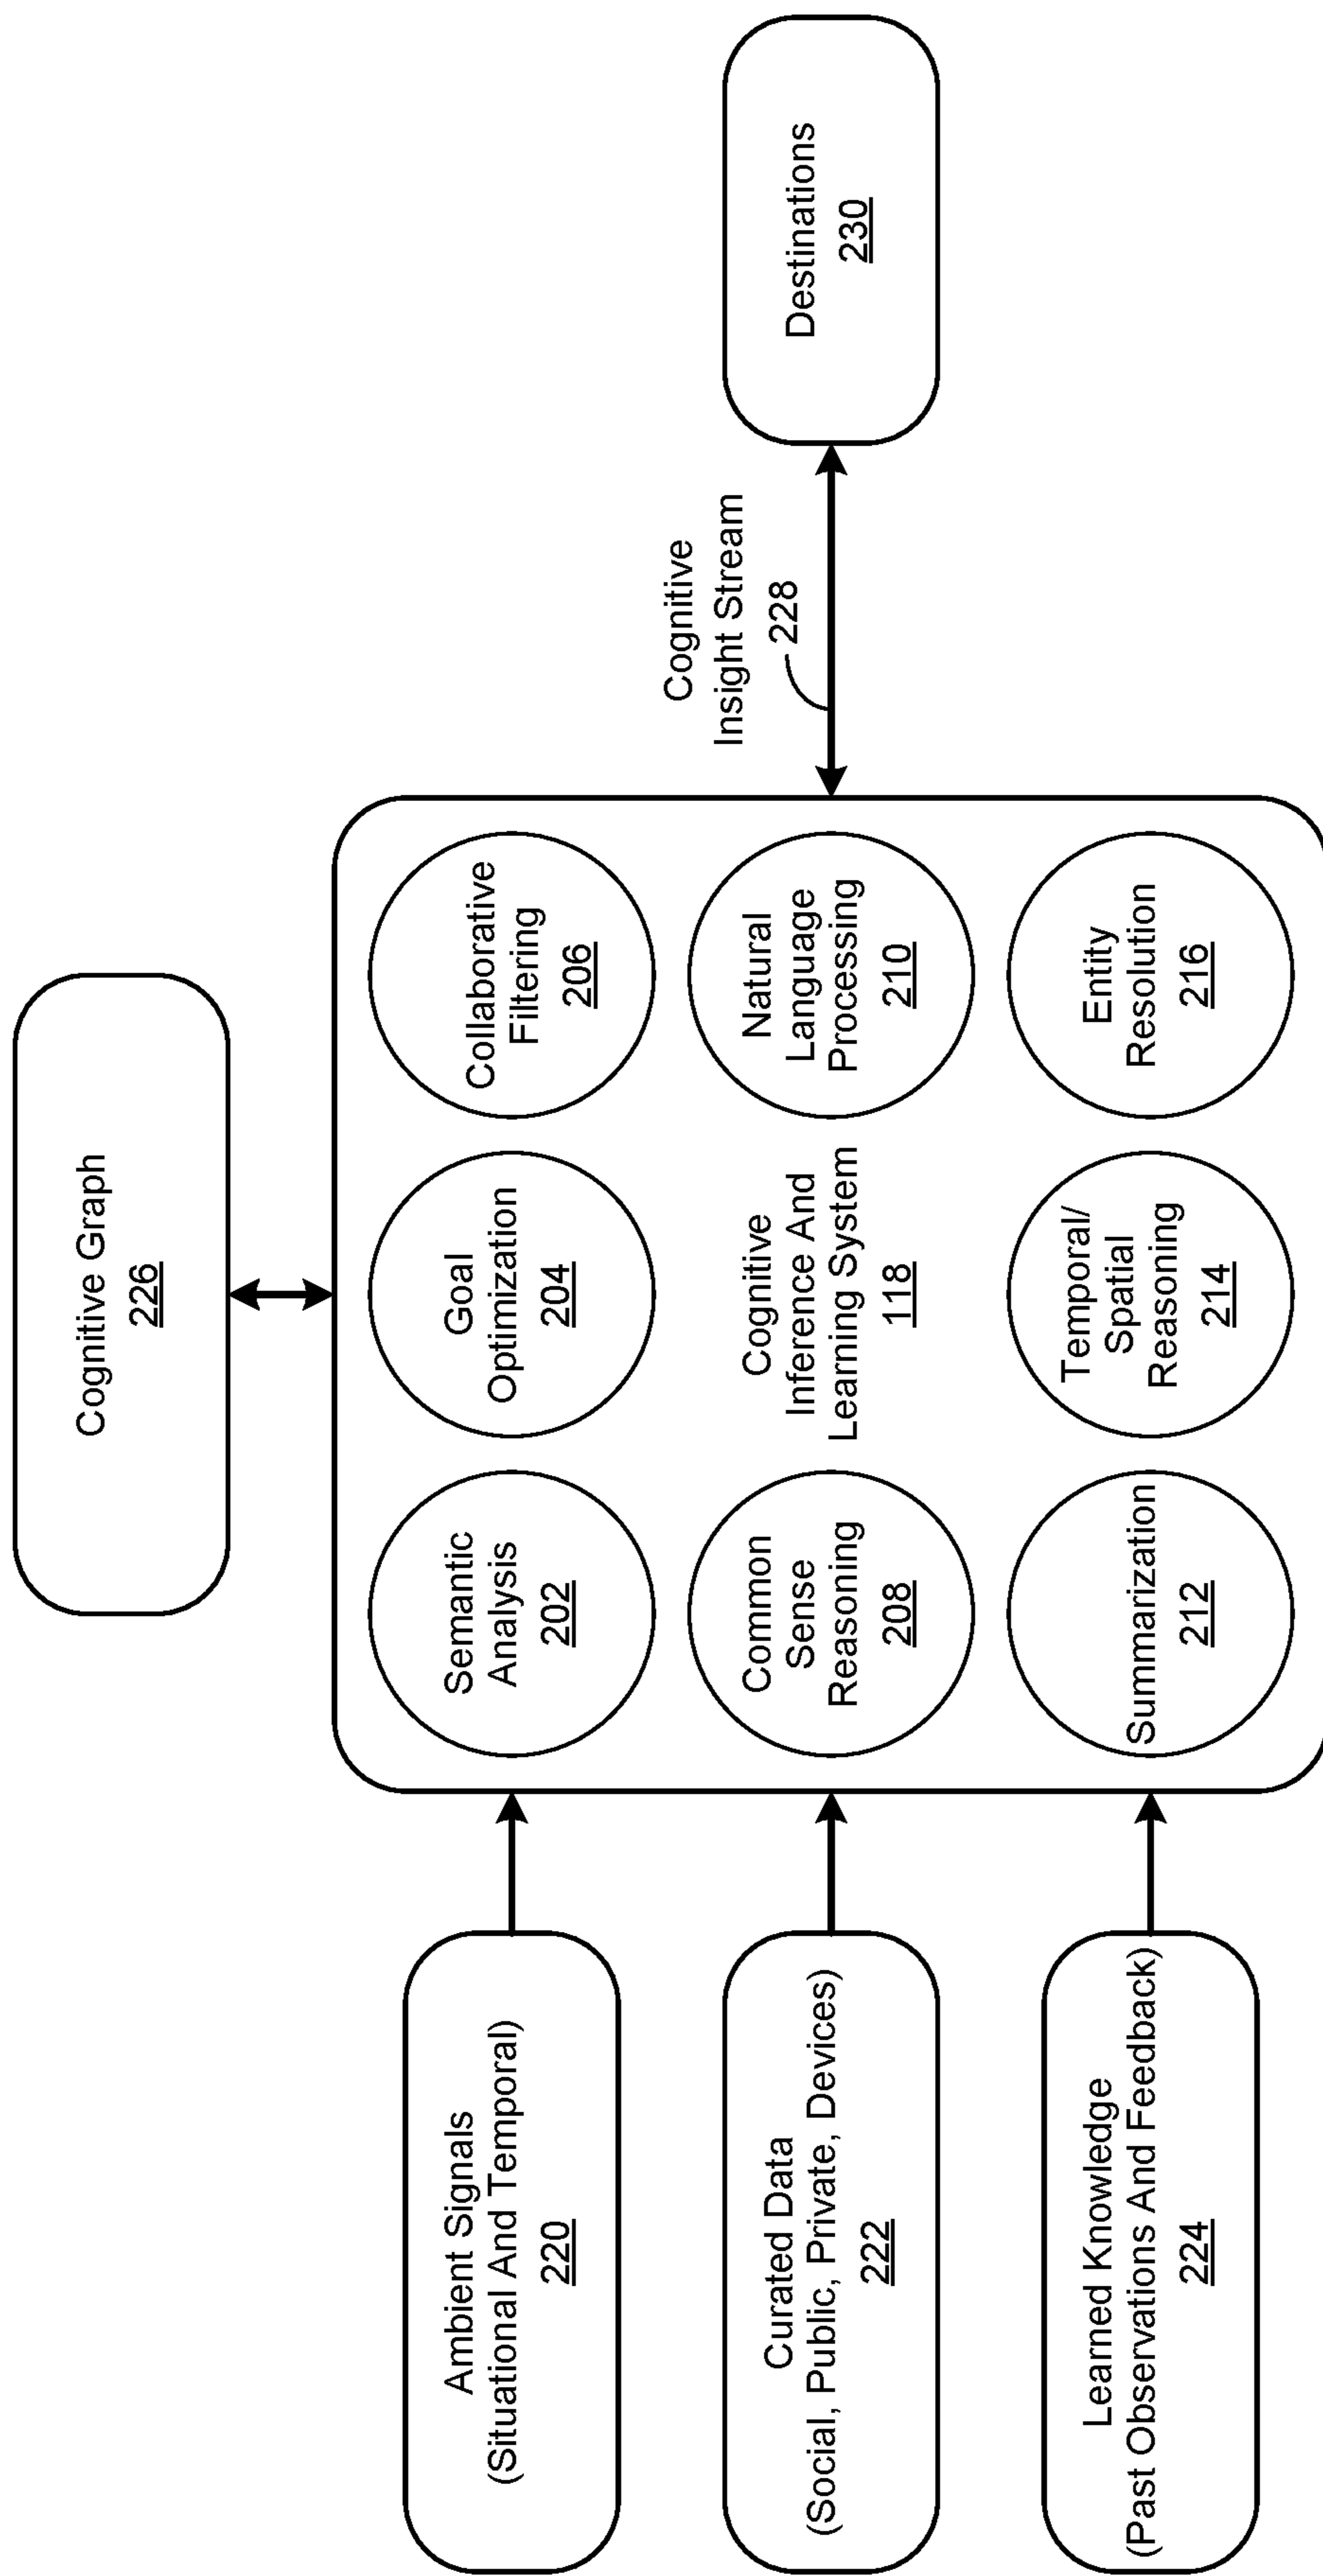 Cognitive Graph
226
Ambient Signals
(Situational And Temporal)
220
Curated Data
(Social, Public, Private, Devices)
222
Learned Knowledge
(Past Observations And Feedback)
224
Semantic
Analysis
202
Goal
Optimization
204
Collaborative
Filtering
206
Common
Sense
Reasoning
208
Cognitive
Inference And
Learning System
118
Natural
Language
Processing
210
Summarization
212
Temporal/
Spatial
Reasoning
214
Entity
Resolution
216
Cognitive
Insight Stream
228
Destinations
230